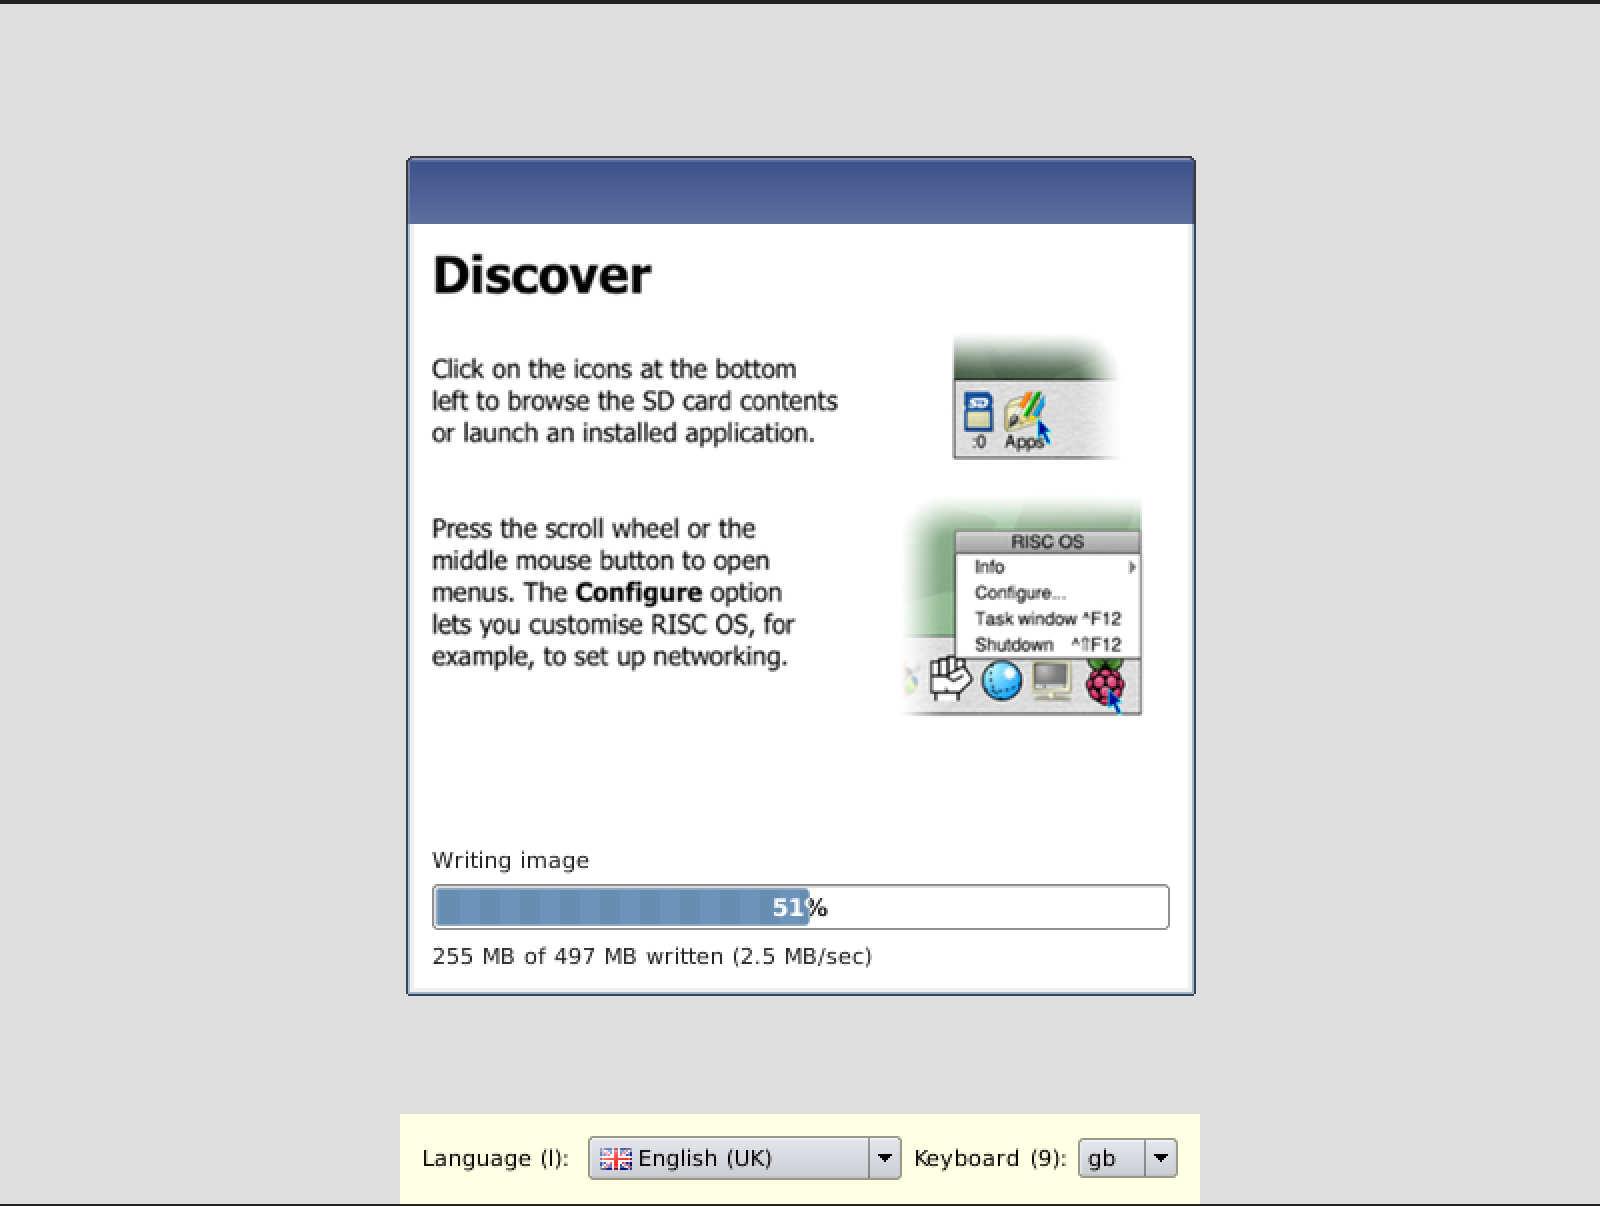 Discover
Click on the icons at the bottom
left to browse the SD card contents
or launch an installed application.
:0 Apps
Press the scroll wheel or the
middle mouse button to open
menus. The Configure option
lets you customise RISC OS, for
example, to set up networking.
RISC OS
Info
Configure...
Task window ^F12
Shutdown ^⇑F12
Writing image
51%
255 MB of 497 MB written (2.5 MB/sec)
Language (l): English (UK) Keyboard (9): gb